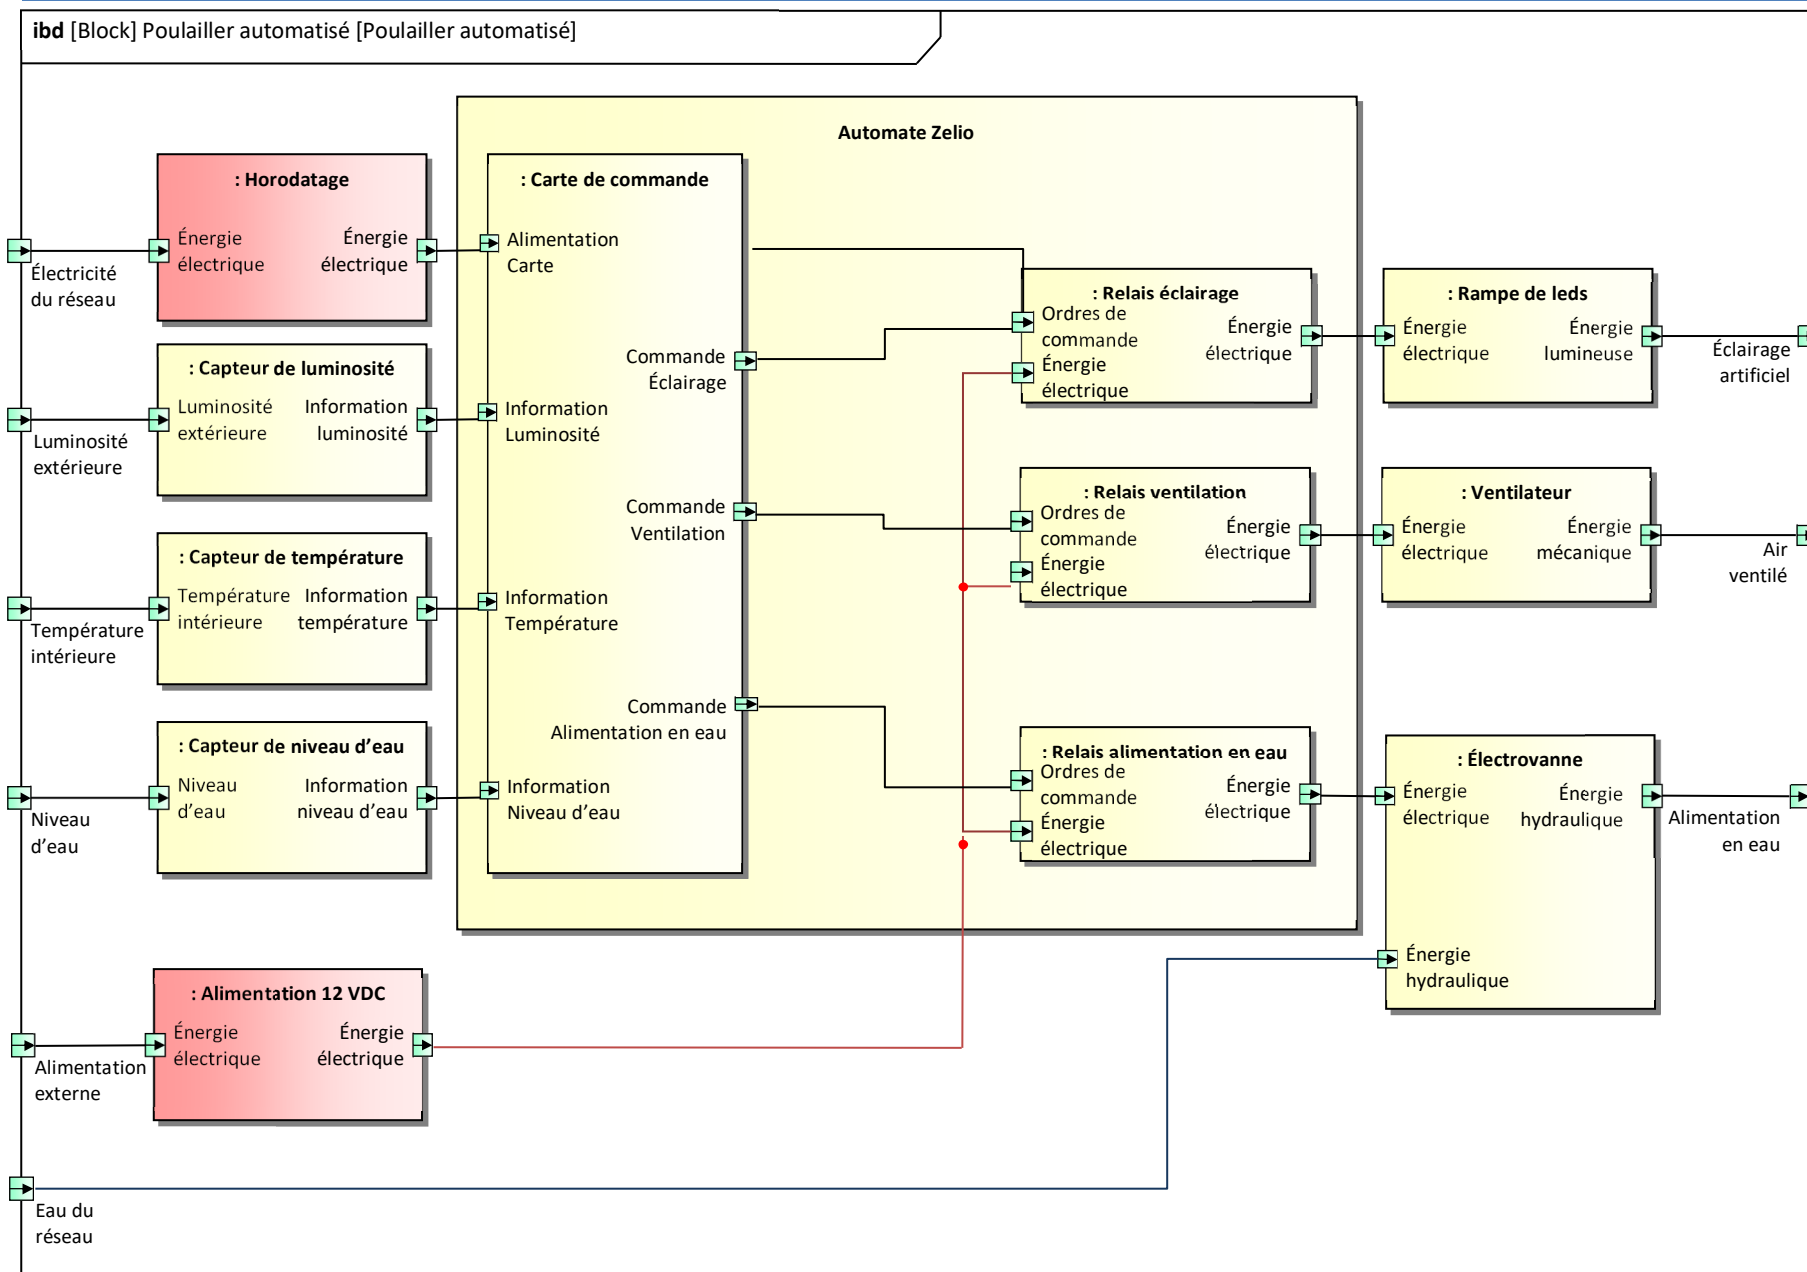 ibd [Block] Poulailler automatisé [Poulailler automatisé]
Automate Zelio
: Horodatage
Énergie
électrique
Énergie
électrique
Électricité
du réseau
: Capteur de luminosité
Luminosité
extérieure
Information
luminosité
Luminosité
extérieure
: Capteur de température
Température
intérieure
Information
température
Température
intérieure
: Capteur de niveau d'eau
Niveau
d'eau
Information
niveau d'eau
Niveau
d'eau
: Alimentation 12 VDC
Énergie
électrique
Énergie
électrique
Alimentation
externe
Eau du
réseau
: Carte de commande
Alimentation
Carte
Commande
Éclairage
Information
Luminosité
Commande
Ventilation
Information
Température
Commande
Alimentation en eau
Information
Niveau d'eau
: Relais éclairage
Ordres de
commande
Énergie
électrique
Énergie
électrique
: Relais ventilation
Ordres de
commande
Énergie
électrique
Énergie
électrique
: Relais alimentation en eau
Ordres de
commande
Énergie
électrique
Énergie
électrique
: Rampe de leds
Énergie
électrique
Énergie
lumineuse
Éclairage
artificiel
: Ventilateur
Énergie
électrique
Énergie
mécanique
Air
ventilé
: Électrovanne
Énergie
électrique
Énergie
hydraulique
Alimentation
en eau
Énergie
hydraulique